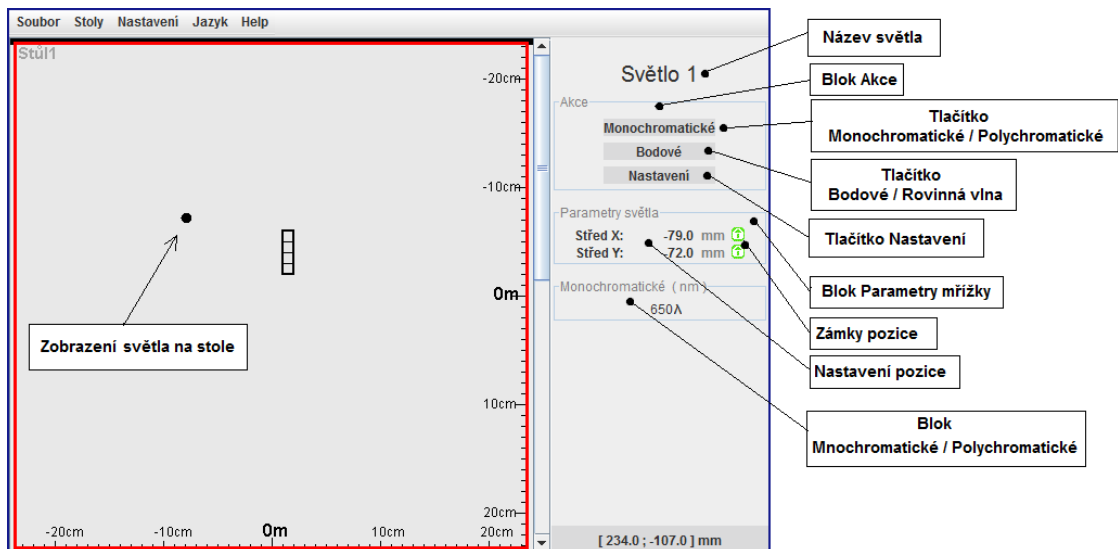 Soubor Stoly Nastavení Jazyk Help
Stůl1
-20cm
-10cm
0m
10cm
20cm
-20cm -10cm 0m 10cm 20cm
Zobrazení světla na stole
Světlo 1
Akce
Monochromatické
Bodové
Nastavení
Parametry světla
Střed X: -79.0 mm
Střed Y: -72.0 mm
Monochromatické ( nm )
650λ
[ 234.0 ; -107.0 ] mm
Název světla
Blok Akce
Tlačítko
Monochromatické / Polychromatické
Tlačítko
Bodové / Rovinná vlna
Tlačítko Nastavení
Blok Parametry mřížky
Zámky pozice
Nastavení pozice
Blok
Mnochromatické / Polychromatické